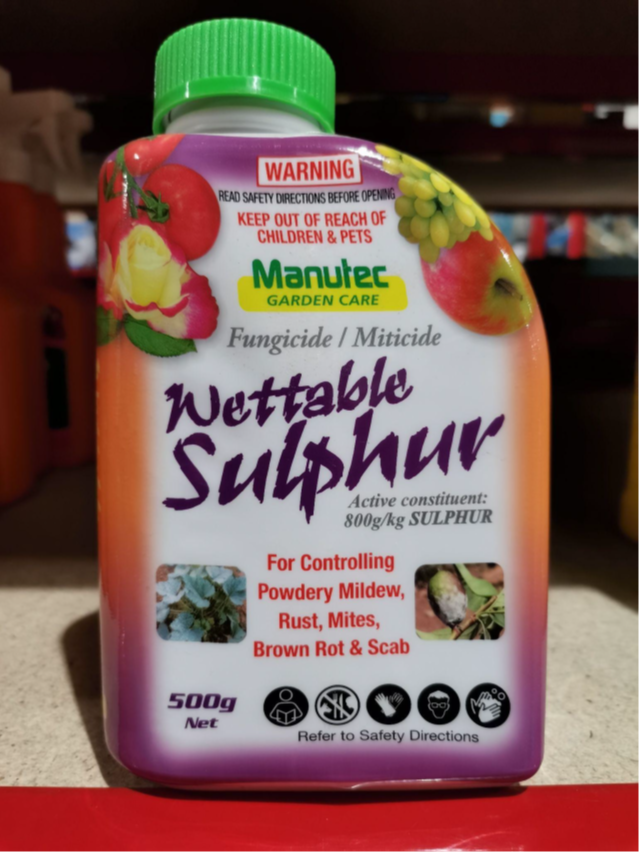 WARNING
READ SAFETY DIRECTIONS BEFORE OPENING
KEEP OUT OF REACH OF
CHILDREN & PETS
Manutec
GARDEN CARE
Fungicide / Miticide
Wettable
Sulphur
Active constituent:
800g/kg SULPHUR
For Controlling
Powdery Mildew,
Rust, Mites,
Brown Rot & Scab
500g
Net
Refer to Safety Directions